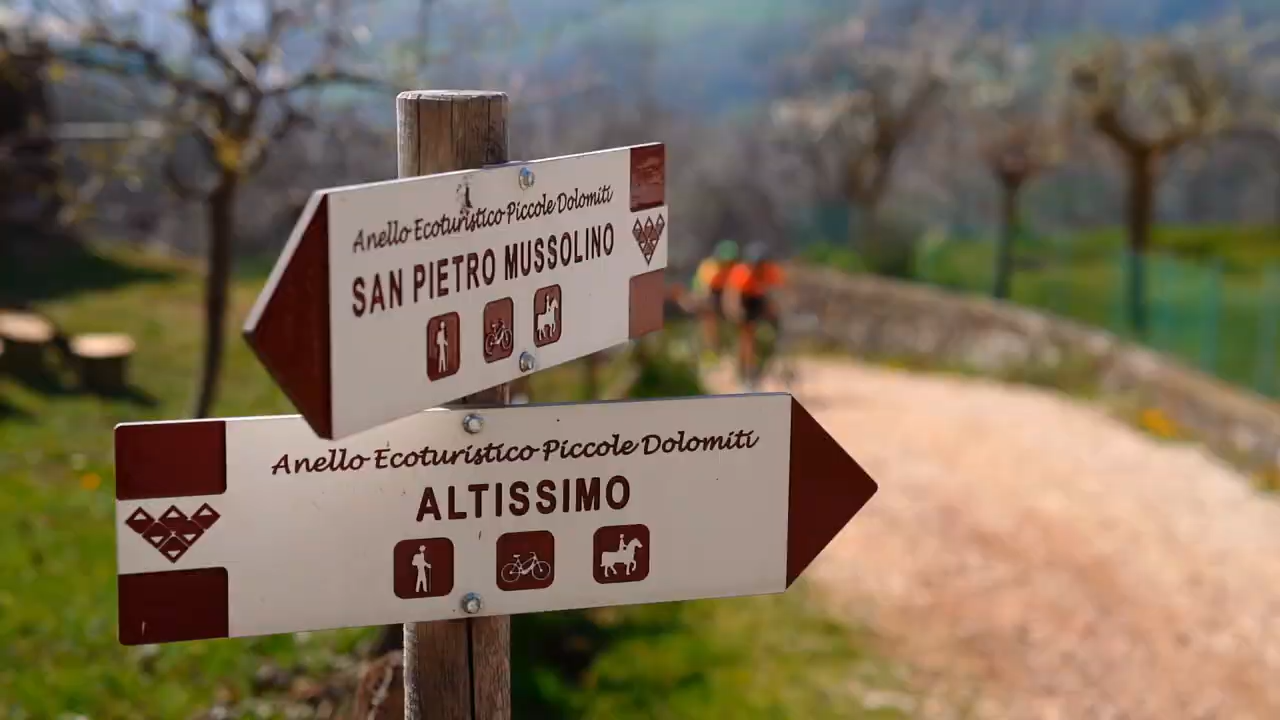 Anello Ecoturistico Piccole Dolomiti
SAN PIETRO MUSSOLINO
Anello Ecoturistico Piccole Dolomiti
ALTISSIMO